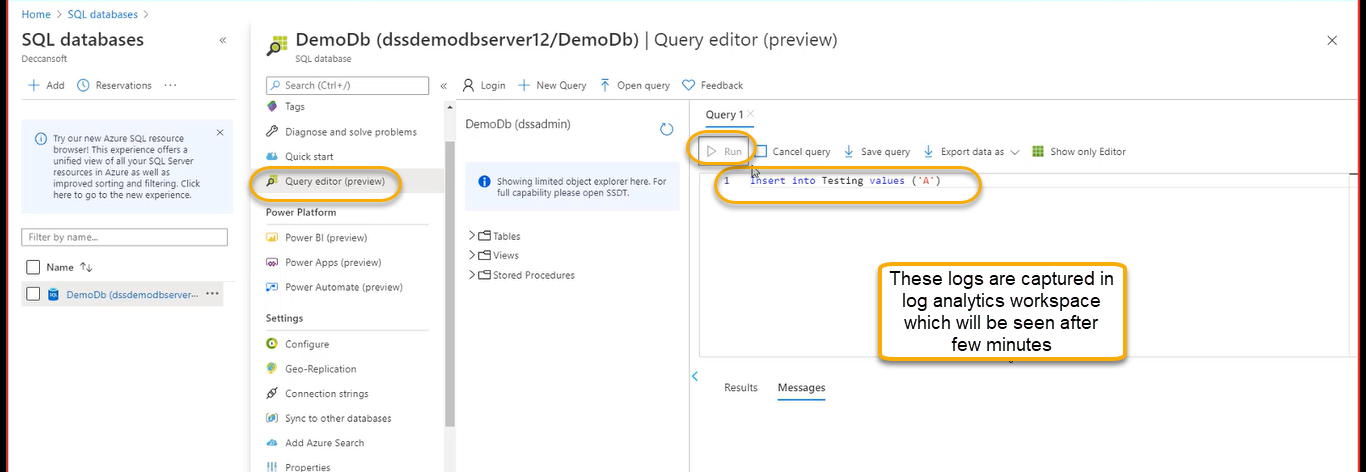 Home > SQL databases >
SQL databases
Deccansoft
«
+ Add
Reservations
...
Try our new Azure SQL resource
browser! This experience offers a
unified view of all your SQL Server
resources in Azure as well as
improved sorting and filtering. Click
here to go to the new experience.
Filter by name...
Name ↑↓
DemoDb (dssdemodbserver... ...
DemoDb (dssdemodbserver12/DemoDb) | Query editor (preview)
SQL database
Search (Ctrl+/)
«
Tags
Diagnose and solve problems
Quick start
Query editor (preview)
Power Platform
Power BI (preview)
Power Apps (preview)
Power Automate (preview)
Settings
Configure
Geo-Replication
Connection strings
Sync to other databases
Add Azure Search
Properties
Login
+ New Query
Open query
Feedback
DemoDb (dssadmin)
Showing limited object explorer here. For
full capability please open SSDT.
> Tables
> Views
> Stored Procedures
Query 1 ×
Run
Cancel query
Save query
Export data as
Show only Editor
1 Insert into Testing values ('A')
These logs are captured in
log analytics workspace
which will be seen after
few minutes
Results
Messages